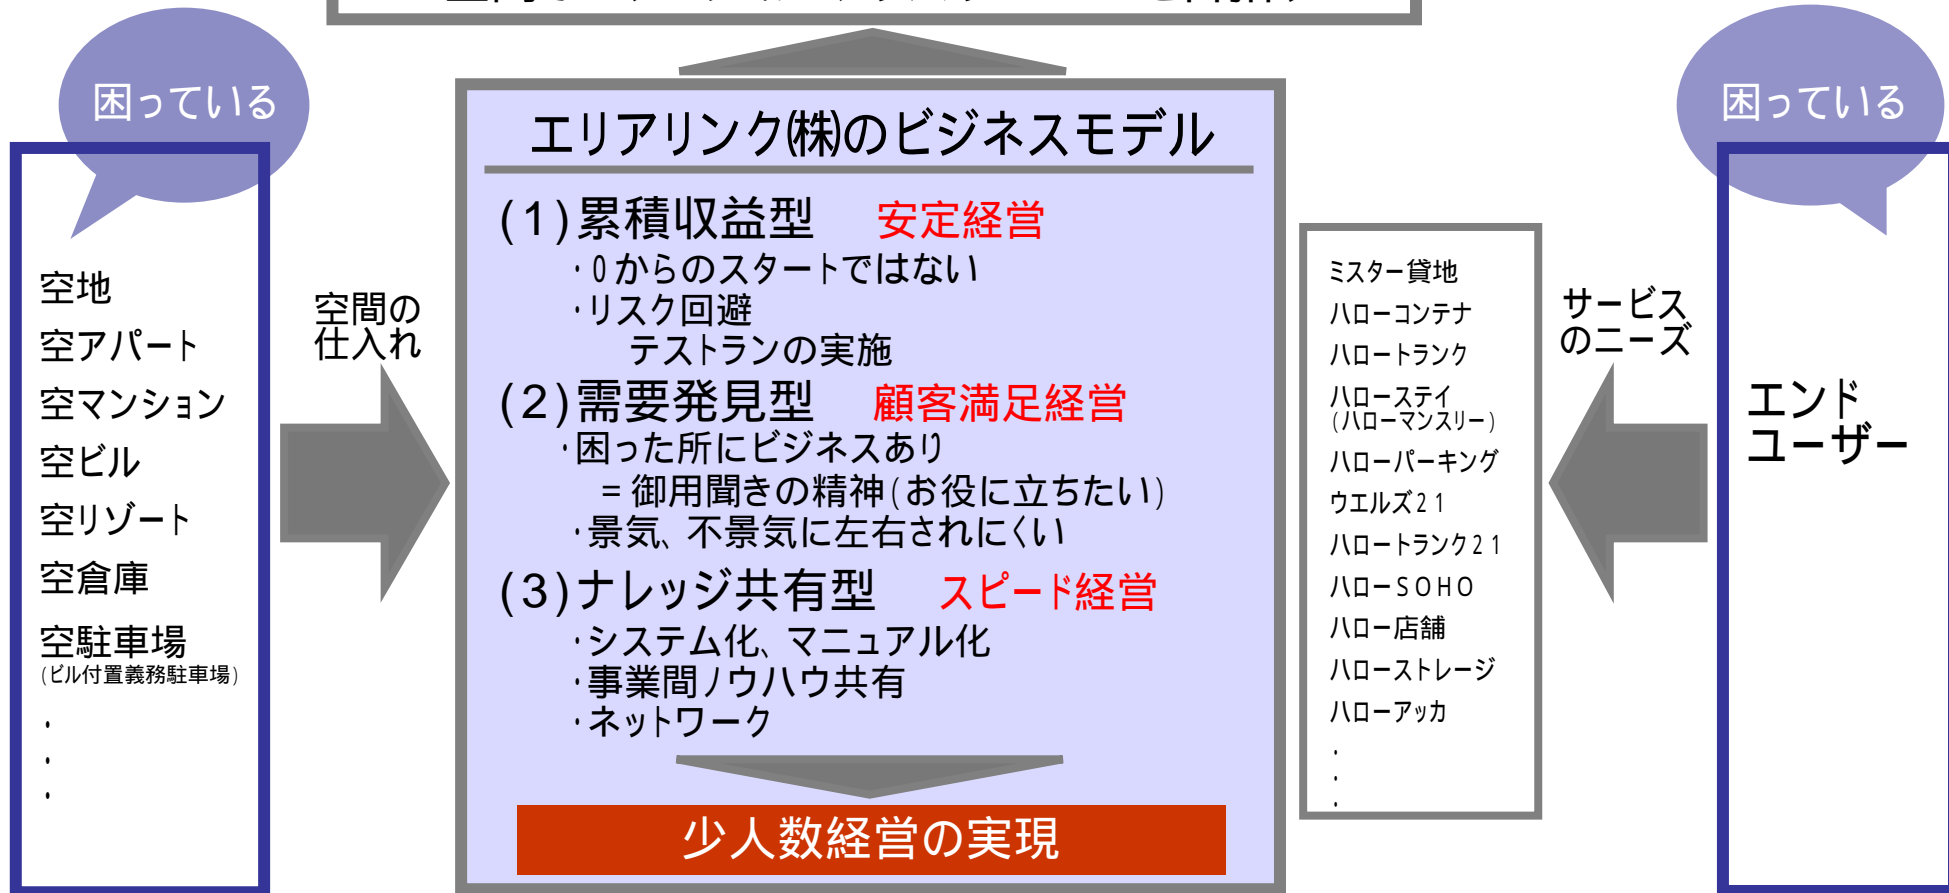 困っている
空地
空アパート
空マンション
空ビル
空リゾート
空倉庫
空駐車場
(ビル付置義務駐車場)
・
・
・
空間の
仕入れ
エリアリンク㈱のビジネスモデル
(1)累積収益型 安定経営
・0からのスタートではない
・リスク回避
テストランの実施
(2)需要発見型 顧客満足経営
・困った所にビジネスあり
=御用聞きの精神(お役に立ちたい)
・景気、不景気に左右されにくい
(3)ナレッジ共有型 スピード経営
・システム化、マニュアル化
・事業間ノウハウ共有
・ネットワーク
少人数経営の実現
ミスター貸地
ハローコンテナ
ハロートランク
ハローステイ
(ハローマンスリー)
ハローパーキング
ウエルズ21
ハロートランク21
ハローSOHO
ハロー店舗
ハローストレージ
ハローアッカ
・
・
・
サービス
のニーズ
困っている
エンド
ユーザー